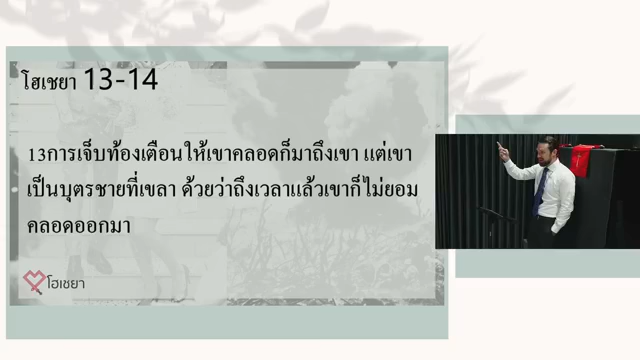 โฮเชยา 13-14
13การเจ็บท้องเตือนให้เขาคลอดก็มาถึงเขา แต่เขา
เป็นบุตรชายที่เขลา ด้วยว่าถึงเวลาแล้วเขาก็ไม่ยอม
คลอดออกมา
โฮเชยา